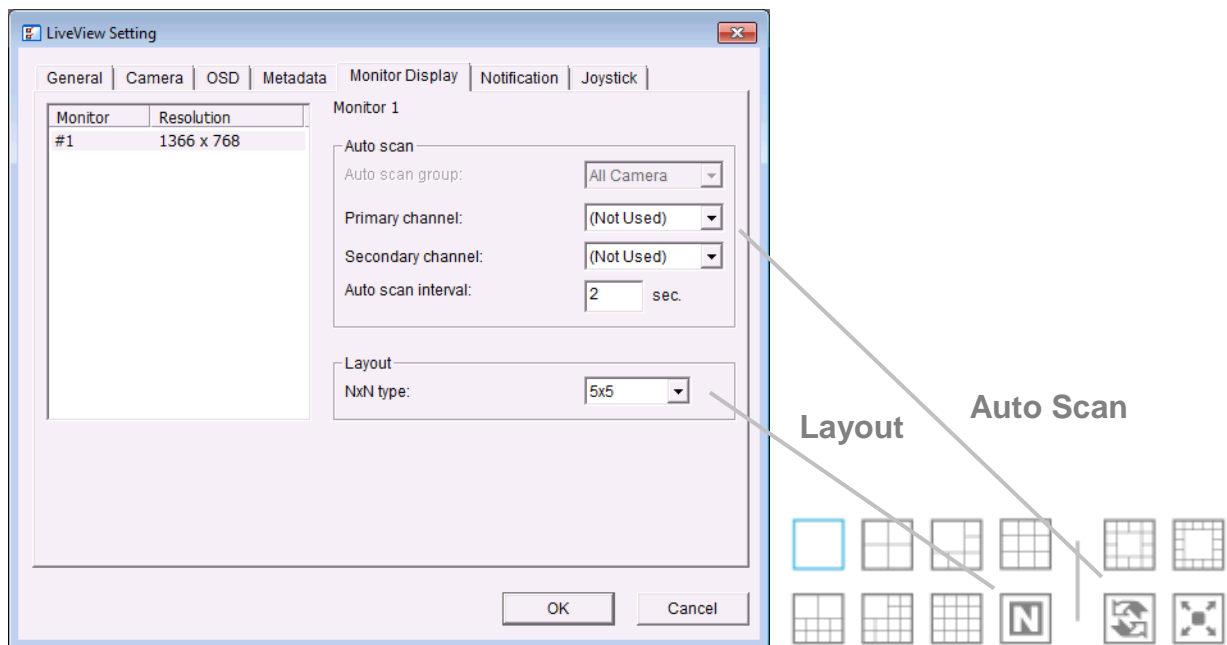 LiveView Setting
General Camera OSD Metadata Monitor Display Notification Joystick
Monitor Resolution
#1 1366 x 768
Monitor 1
Auto scan
Auto scan group: All Camera
Primary channel: (Not Used)
Secondary channel: (Not Used)
Auto scan interval: 2 sec.
Layout
NxN type: 5x5
OK Cancel
Layout
Auto Scan
N